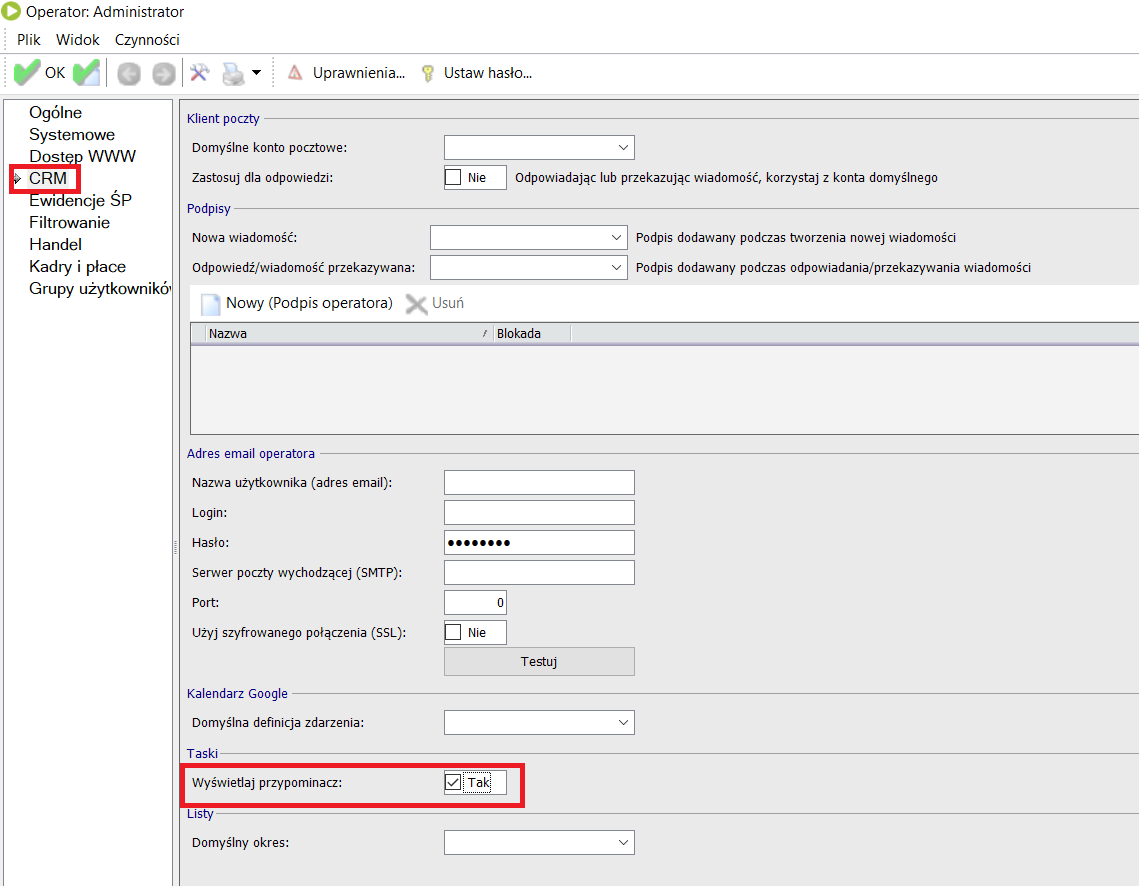 Operator: Administrator
Plik Widok Czynności
OK Uprawnienia... Ustaw hasło...
Ogólne
Systemowe
Dostęp WWW
CRM
Ewidencje ŚP
Filtrowanie
Handel
Kadry i płace
Grupy użytkowników
Klient poczty
Domyślne konto pocztowe:
Zastosuj dla odpowiedzi: Nie Odpowiadając lub przekazując wiadomość, korzystaj z konta domyślnego
Podpisy
Nowa wiadomość: Podpis dodawany podczas tworzenia nowej wiadomości
Odpowiedź/wiadomość przekazywana: Podpis dodawany podczas odpowiadania/przekazywania wiadomości
Nowy (Podpis operatora) Usuń
Nazwa Blokada
Adres email operatora
Nazwa użytkownika (adres email):
Login:
Hasło: ●●●●●●●●
Serwer poczty wychodzącej (SMTP):
Port: 0
Użyj szyfrowanego połączenia (SSL): Nie
Testuj
Kalendarz Google
Domyślna definicja zdarzenia:
Taski
Wyświetlaj przypominacz: Tak
Listy
Domyślny okres: